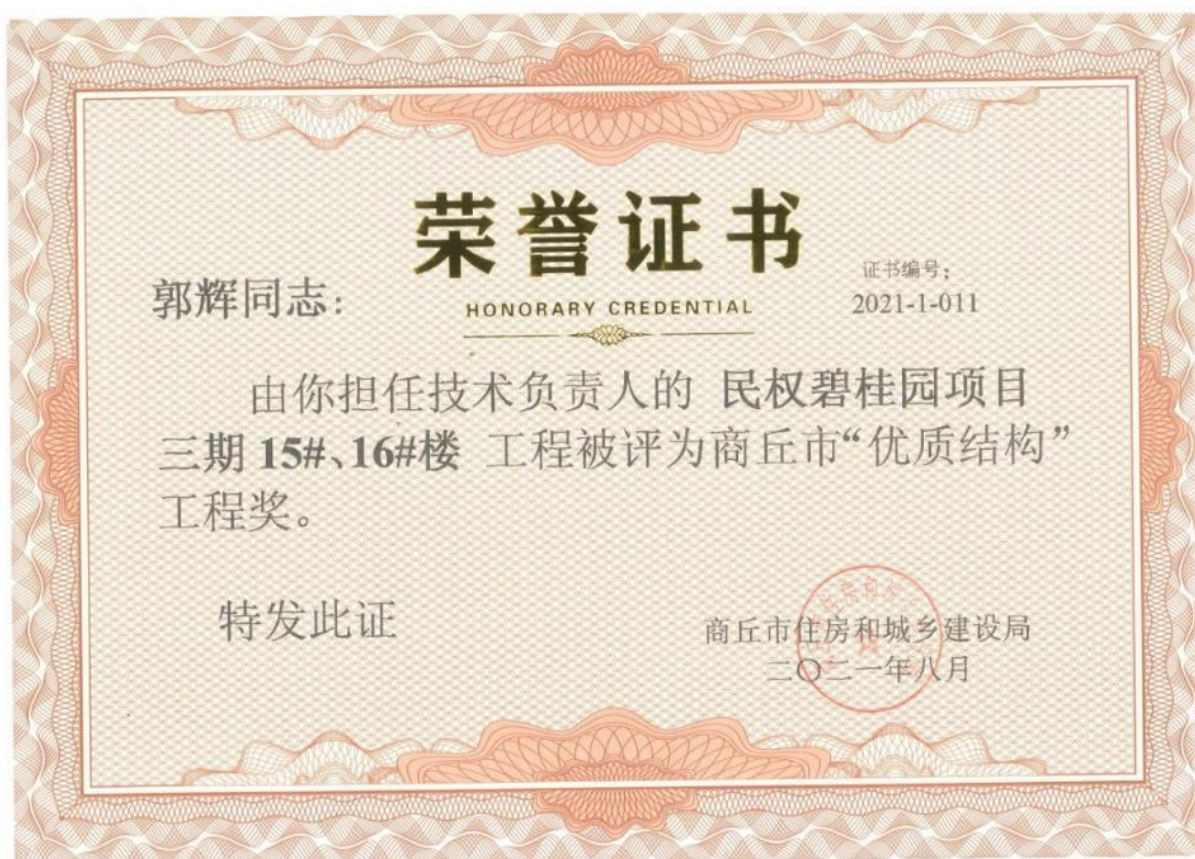 荣誉证书
HONORARY CREDENTIAL
证书编号：
2021-1-011
郭辉同志：
由你担任技术负责人的 民权碧桂园项目
三期 15#、16#楼 工程被评为商丘市“优质结构”
工程奖。
特发此证
商丘市住房和城乡建设局
二〇二一年八月